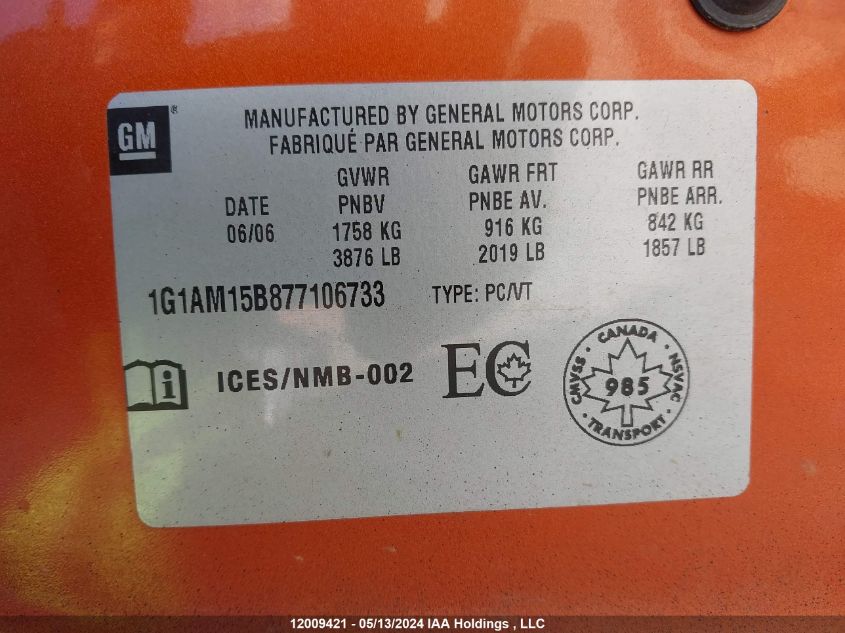 GM ®
MANUFACTURED BY GENERAL MOTORS CORP.
FABRIQUÉ PAR GENERAL MOTORS CORP.
GVWR GAWR FRT GAWR RR
DATE PNBV PNBE AV. PNBE ARR.
06/06 1758 KG 916 KG 842 KG
3876 LB 2019 LB 1857 LB
1G1AM15B877106733 TYPE: PC/VT
i ICES/NMB-002 EC
CANADA
CMVSS 985 NSVAC
TRANSPORT
12009421 - 05/13/2024 IAA Holdings , LLC